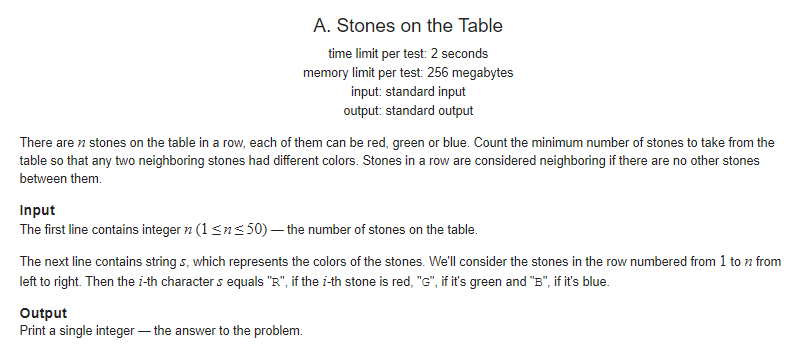 A. Stones on the Table
time limit per test: 2 seconds
memory limit per test: 256 megabytes
input: standard input
output: standard output
There are n stones on the table in a row, each of them can be red, green or blue. Count the minimum number of stones to take from the
table so that any two neighboring stones had different colors. Stones in a row are considered neighboring if there are no other stones
between them.
Input
The first line contains integer n (1 ≤ n ≤ 50) — the number of stones on the table.
The next line contains string s, which represents the colors of the stones. We'll consider the stones in the row numbered from 1 to n from
left to right. Then the i-th character s equals "R", if the i-th stone is red, "G", if it's green and "B", if it's blue.
Output
Print a single integer — the answer to the problem.